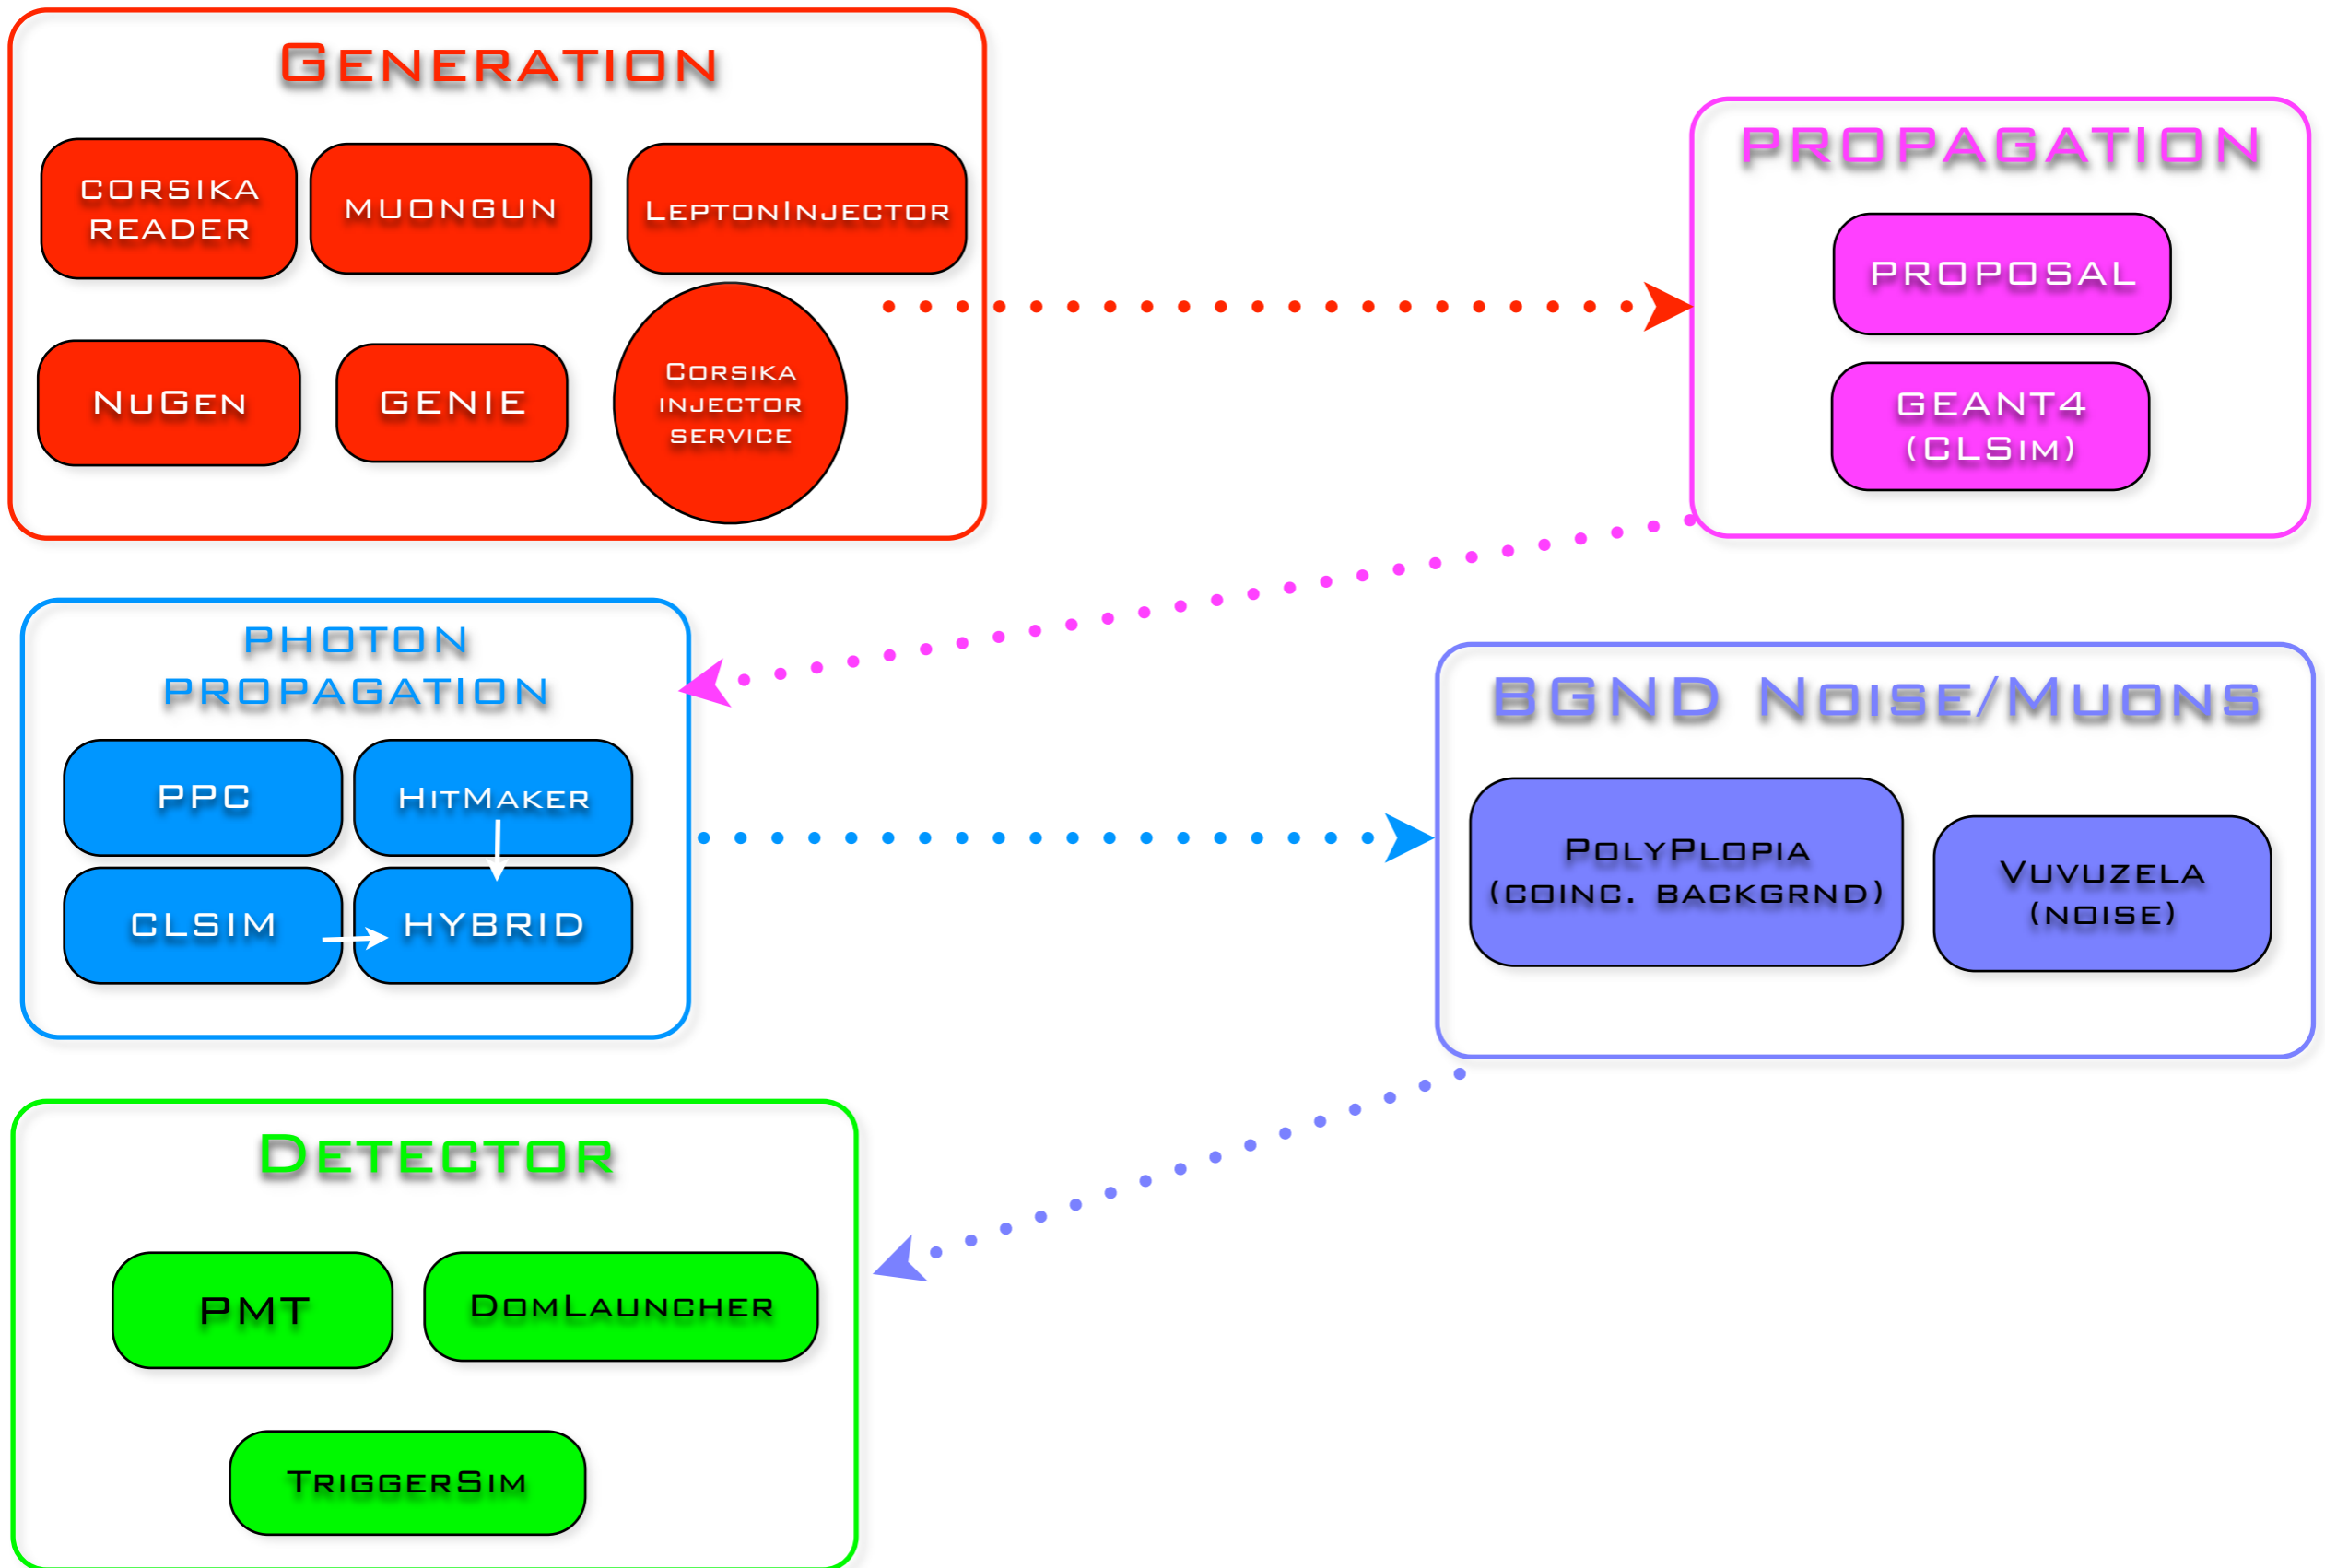 Generation
CORSIKA
READER
MUONGUN
LeptonInjector
NuGen
GENIE
Corsika
injector
service
PROPAGATION
PROPOSAL
GEANT4
(CLSim)
PHOTON
PROPAGATION
PPC
HitMaker
CLSIM
HYBRID
BGND Noise/Muons
PolyPlopia
(coinc. backgrnd)
Vuvuzela
(noise)
Detector
PMT
DomLauncher
TriggerSim